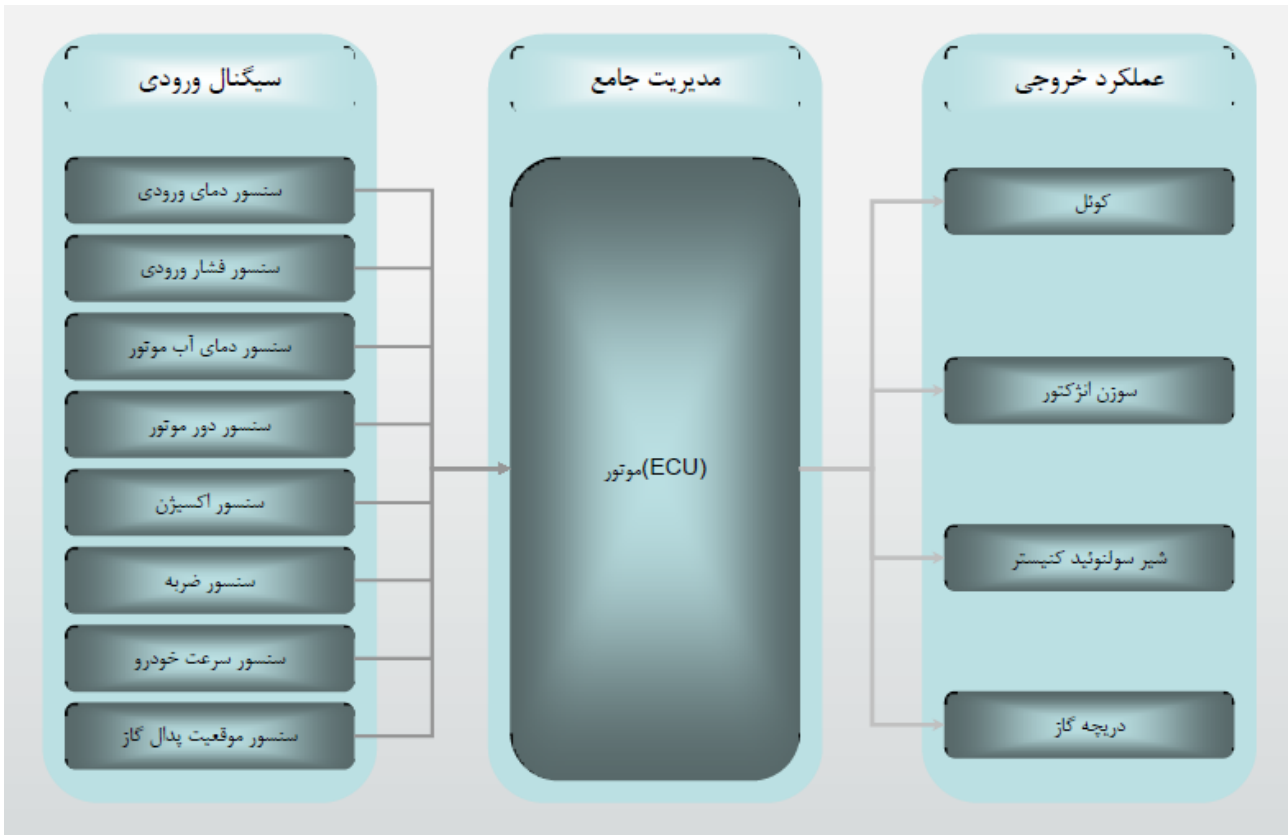 سیگنال ورودی
سنسور دمای ورودی
سنسور فشار ورودی
سنسور دمای آب موتور
سنسور دور موتور
سنسور اکسیژن
سنسور ضربه
سنسور سرعت خودرو
سنسور موقعیت پدال گاز
مدیریت جامع
موتور(ECU)
عملکرد خروجی
کوئل
سوزن انژکتور
شیر سولنوئید کنیستر
دریچه گاز